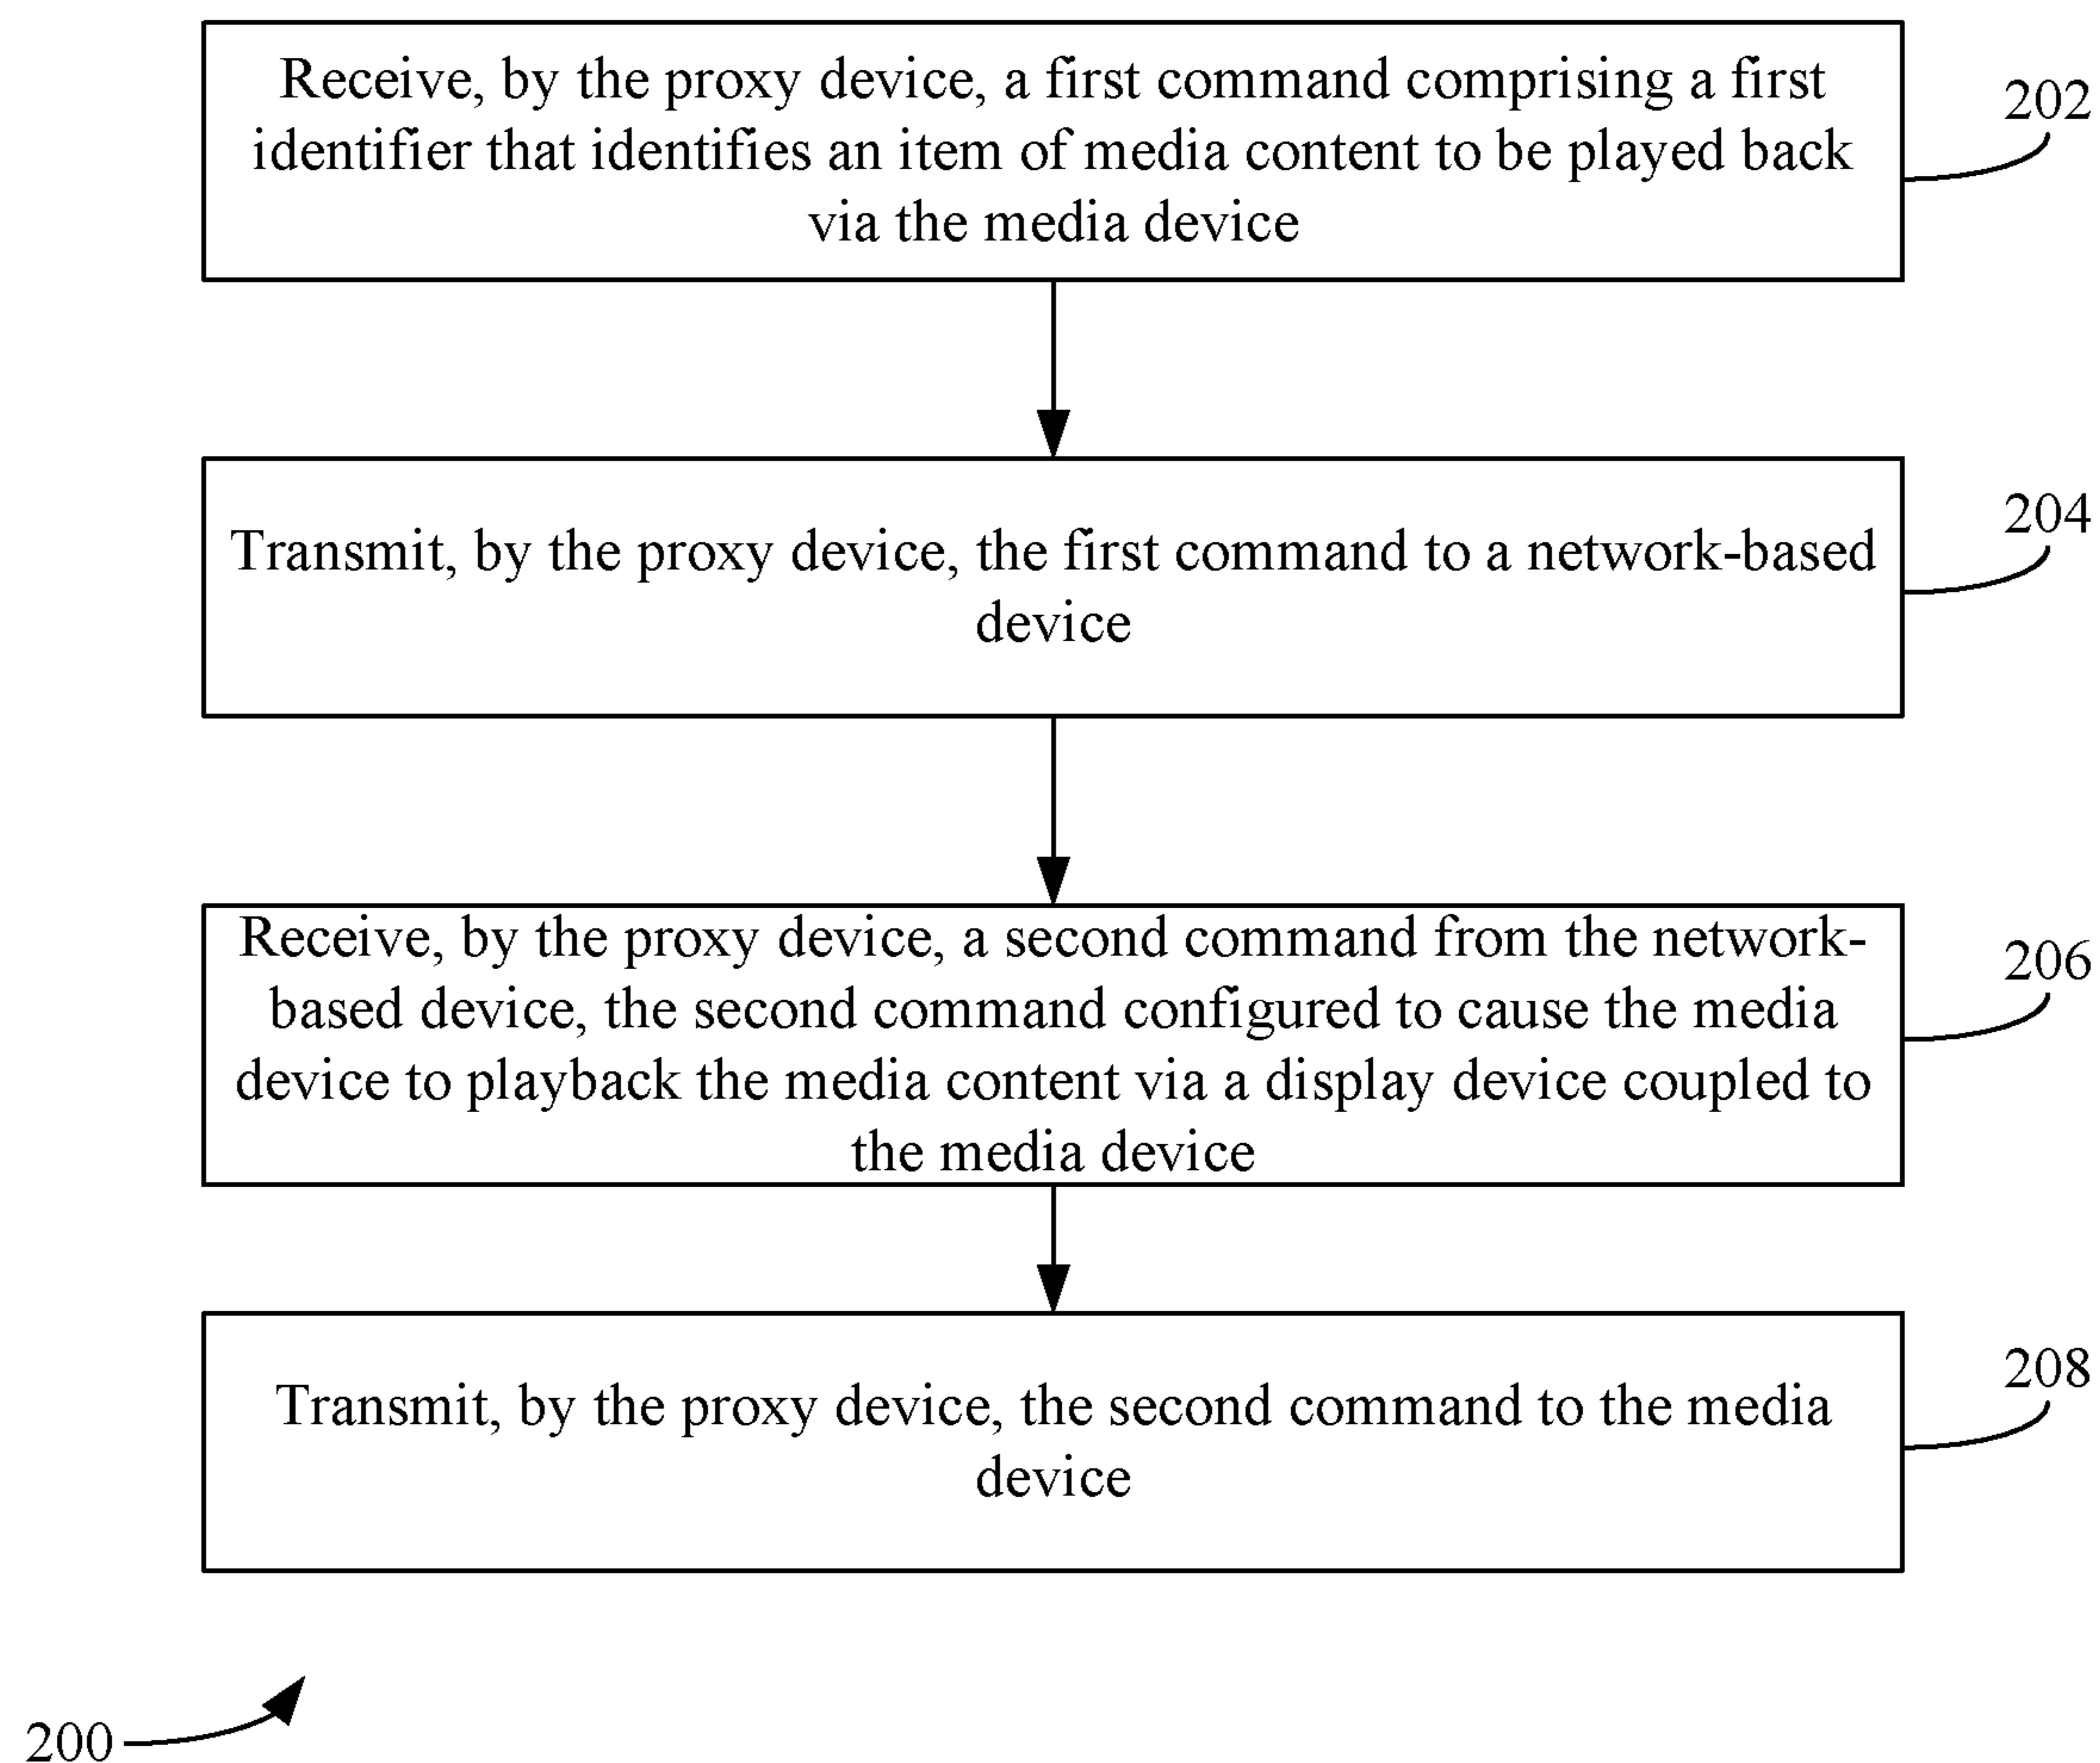 Receive, by the proxy device, a first command comprising a first
identifier that identifies an item of media content to be played back
via the media device
202
Transmit, by the proxy device, the first command to a network-based
device
204
Receive, by the proxy device, a second command from the network-
based device, the second command configured to cause the media
device to playback the media content via a display device coupled to
the media device
206
Transmit, by the proxy device, the second command to the media
device
208
200